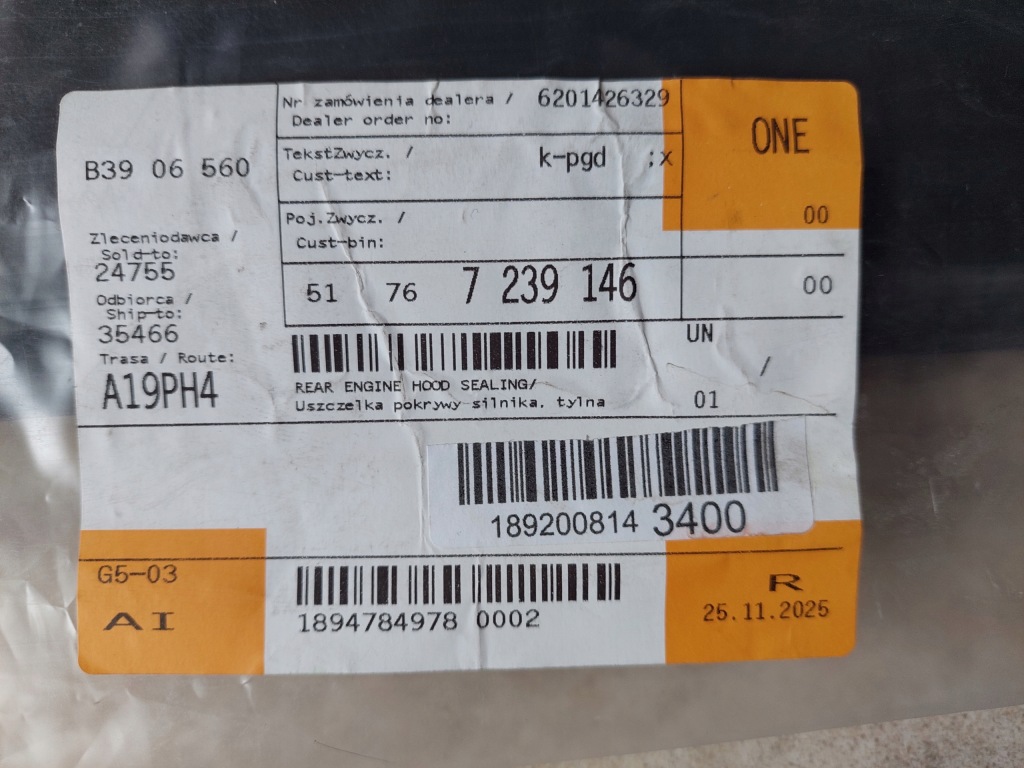 Nr zamówienia dealera / 6201426329
Dealer order no:
ONE
B39 06 560
TekstZwycz. / k-pgd ;x
Cust-text:
00
Poj.Zwycz. /
Cust-bin:
Zleceniodawca /
Sold-to:
24755
51 76 7 239 146 00
Odbiorca /
Ship-to:
35466
UN
/
Trasa / Route:
A19PH4
REAR ENGINE HOOD SEALING/
Uszczelka pokrywy silnika, tylna
01
189200814 3400
G5-03
AI
1894784978 0002
R
25.11.2025